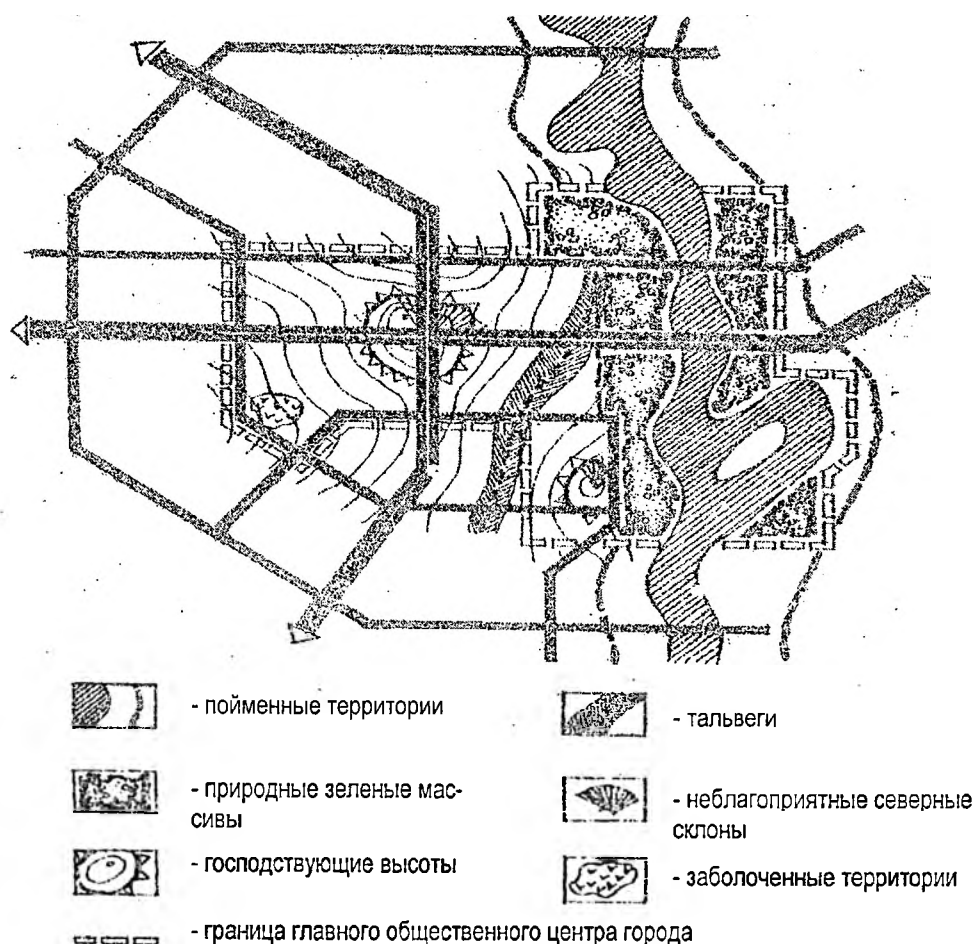 - пойменные территории
- тальвеги
- природные зеленые мас-
сивы
- неблагоприятные северные
склоны
- господствующие высоты
- заболоченные территории
- граница главного общественного центра города